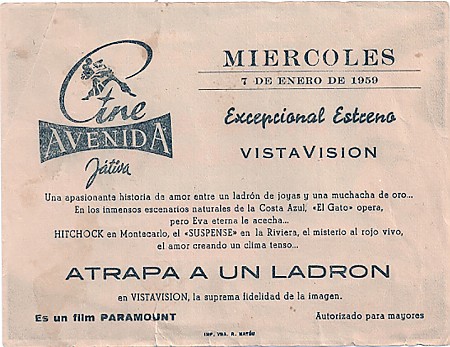 Cine
AVENIDA
Játiva
MIERCOLES
7 DE ENERO DE 1959
Excepcional Estreno
VISTAVISION
Una apasionante historia de amor entre un ladrón de joyas y una muchacha de oro...
En los inmensos escenarios naturales de la Costa Azul, «El Gato» opera,
pero Eva eterna le acecha...
HITCHOCK en Montecarlo, el «SUSPENSE» en la Riviera, el misterio al rojo vivo,
el amor creando un clima tenso...
ATRAPA A UN LADRON
en VISTAVISION, la suprema fidelidad de la imagen.
Es un film PARAMOUNT
Autorizado para mayores
IMP. VDA. B. MATEU